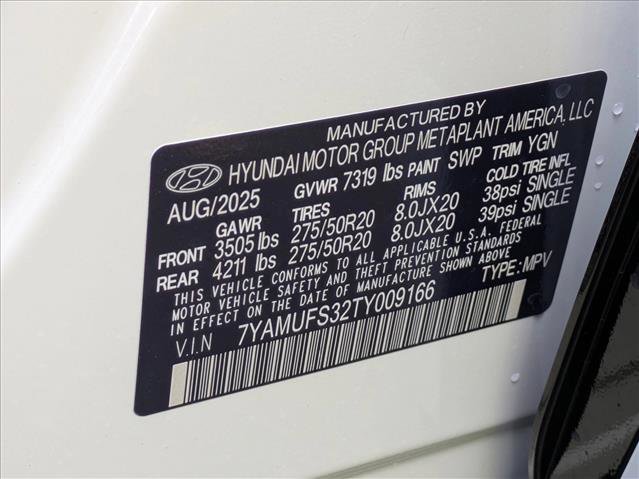 MANUFACTURED BY
HYUNDAI MOTOR GROUP METAPLANT AMERICA, LLC
AUG/2025 GVWR 7319 lbs PAINT SWP TRIM YGN
GAWR TIRES RIMS COLD TIRE INFL
FRONT 3505 lbs 275/50R20 8.0JX20 38psi SINGLE
REAR 4211 lbs 275/50R20 8.0JX20 39psi SINGLE
THIS VEHICLE CONFORMS TO ALL APPLICABLE U.S.A. FEDERAL
MOTOR VEHICLE SAFETY AND THEFT PREVENTION STANDARDS
IN EFFECT ON THE DATE OF MANUFACTURE SHOWN ABOVE.
V.I.N 7YAMUFS32TY009166 TYPE: MPV